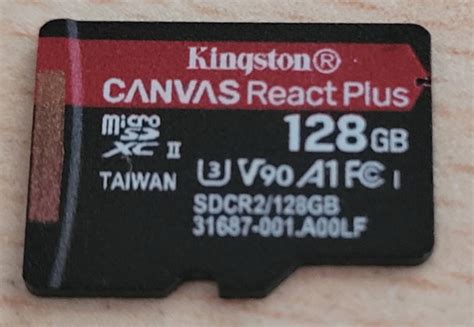 Kingston®
CANVAS React Plus
micro SD XC II 128GB
TAIWAN U3 V90 A1 FC I
SDCR2/128GB
31687-001.A00LF